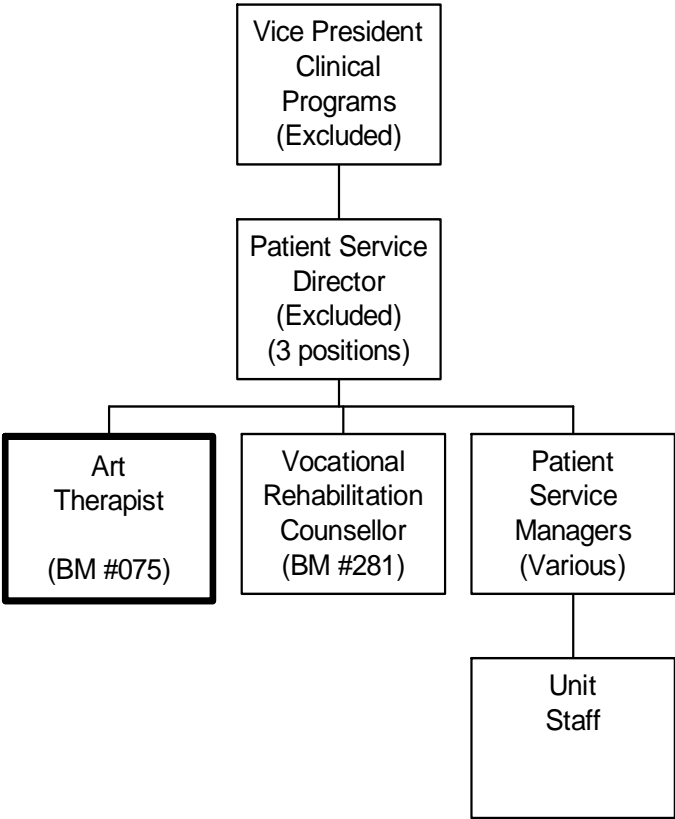 Vice President
Clinical
Programs
(Excluded)
Patient Service
Director
(Excluded)
(3 positions)
Art
Therapist
(BM #075)
Vocational
Rehabilitation
Counsellor
(BM #281)
Patient
Service
Managers
(Various)
Unit
Staff